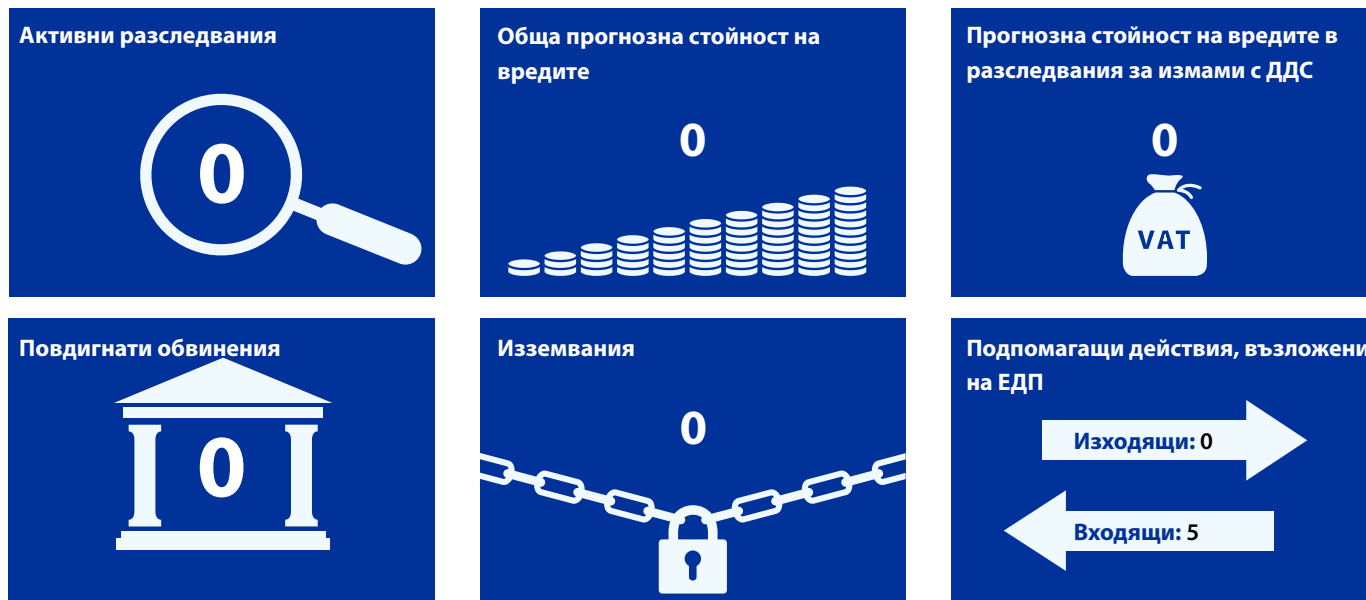 Активни разследвания
0
Обща прогнозна стойност на
вредите
0
Прогнозна стойност на вредите в
разследвания за измами с ДДС
0
VAT
Повдигнати обвинения
0
Изземвания
0
Подпомагащи действия, възложени
на ЕДП
Изходящи: 0
Входящи: 5